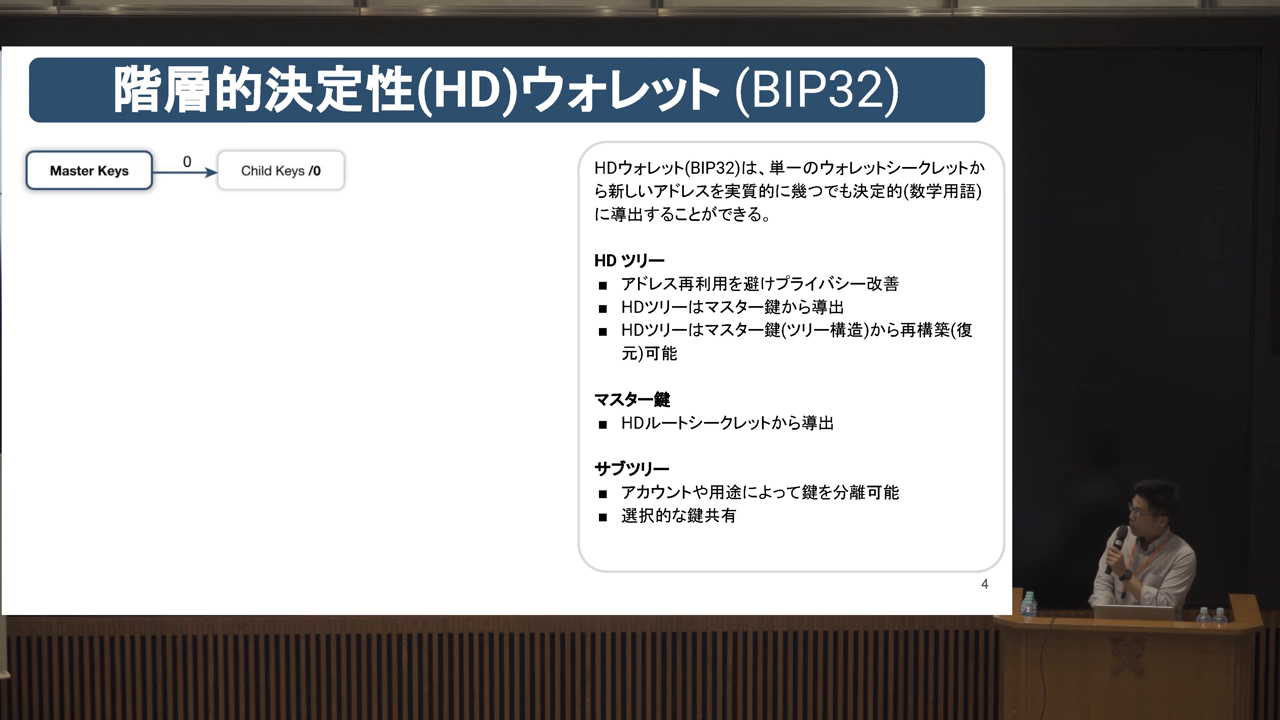 階層的決定性(HD)ウォレット (BIP32)
Master Keys
0
Child Keys /0
HDウォレット(BIP32)は、単一のウォレットシークレットか
ら新しいアドレスを実質的に幾つでも決定的(数学用語)
に導出することができる。
HD ツリー
■ アドレス再利用を避けプライバシー改善
■ HDツリーはマスター鍵から導出
■ HDツリーはマスター鍵(ツリー構造)から再構築(復
元)可能
マスター鍵
■ HDルートシークレットから導出
サブツリー
■ アカウントや用途によって鍵を分離可能
■ 選択的な鍵共有
4